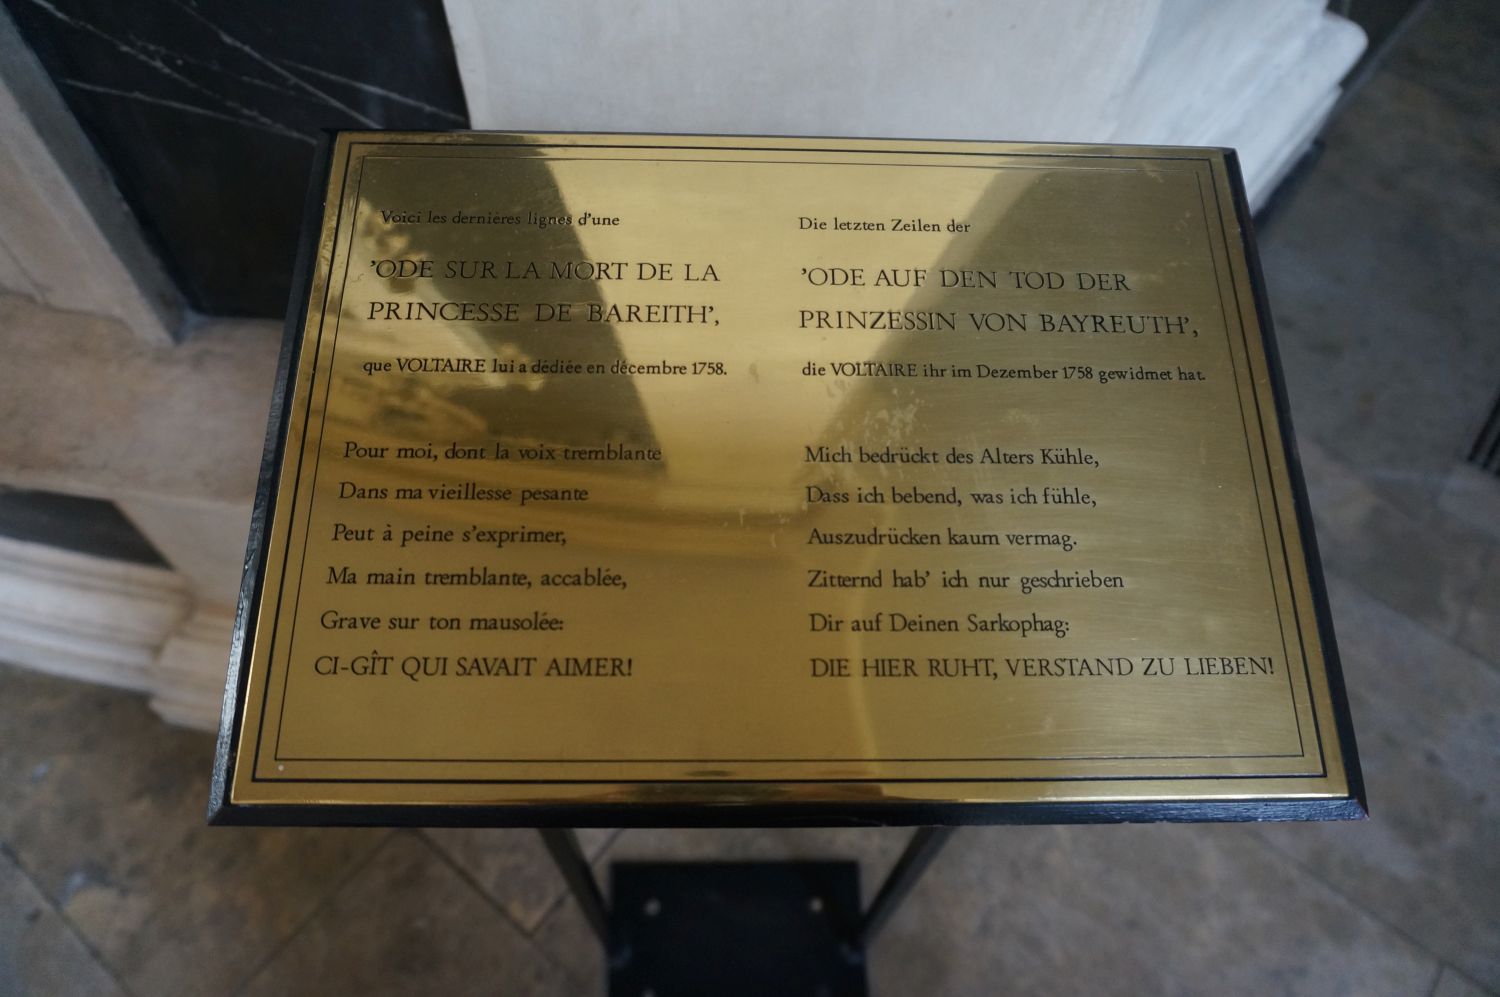 Voici les dernières lignes d'une
'ODE SUR LA MORT DE LA
PRINCESSE DE BAREITH',
que VOLTAIRE lui a dédiée en décembre 1758.
Pour moi, dont la voix tremblante
Dans ma vieillesse pesante
Peut à peine s'exprimer,
Ma main tremblante, accablée,
Grave sur ton mausolée:
CI-GÎT QUI SAVAIT AIMER!
Die letzten Zeilen der
'ODE AUF DEN TOD DER
PRINZESSIN VON BAYREUTH',
die VOLTAIRE ihr im Dezember 1758 gewidmet hat.
Mich bedrückt des Alters Kühle,
Dass ich bebend, was ich fühle,
Auszudrücken kaum vermag.
Zitternd hab' ich nur geschrieben
Dir auf Deinen Sarkophag:
DIE HIER RUHT, VERSTAND ZU LIEBEN!